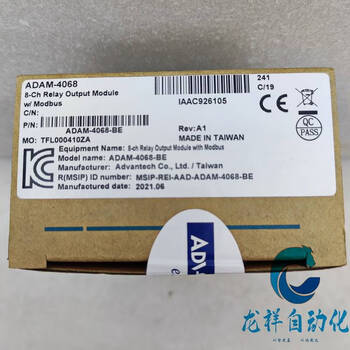 ADAM-4068
8-Ch Relay Output Module
w/ Modbus
C/N:
P/N:
ADAM-4068-BE
MO: TFL000410ZA
IAAC926105
241
C/19
Rev:A1
MADE IN TAIWAN
QC
PASS
Equipment Name: 8-ch Relay Output Module with Modbus
Model Name: ADAM-4068-BE
Manufacturer: Advantech Co., Ltd. / Taiwan
R(MSIP) ID number: MSIP-REI-AAD-ADAM-4068-BE
Manufactured date: 2021.06
ADVAN
龙祥自动化